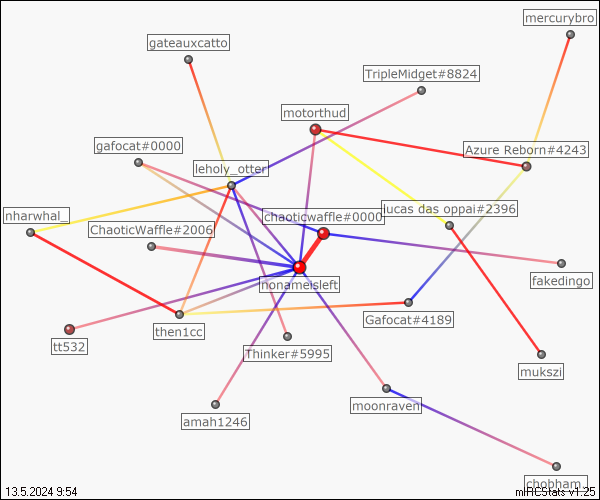 mercurybro
gateauxcatto
TripleMidget#8824
motorthud
gafocat#0000
Azure Reborn#4243
leholy_otter
nharwhal_
Chaoticwaffle#0000
lucas das oppai#2396
ChaoticWaffle#2006
nonameisleft
fakedingo
then1cc
Gafocat#4189
tt532
Thinker#5995
mukszi
moonraven
amah1246
chobham_
13.5.2024 9:54
mIHCStats v1.25